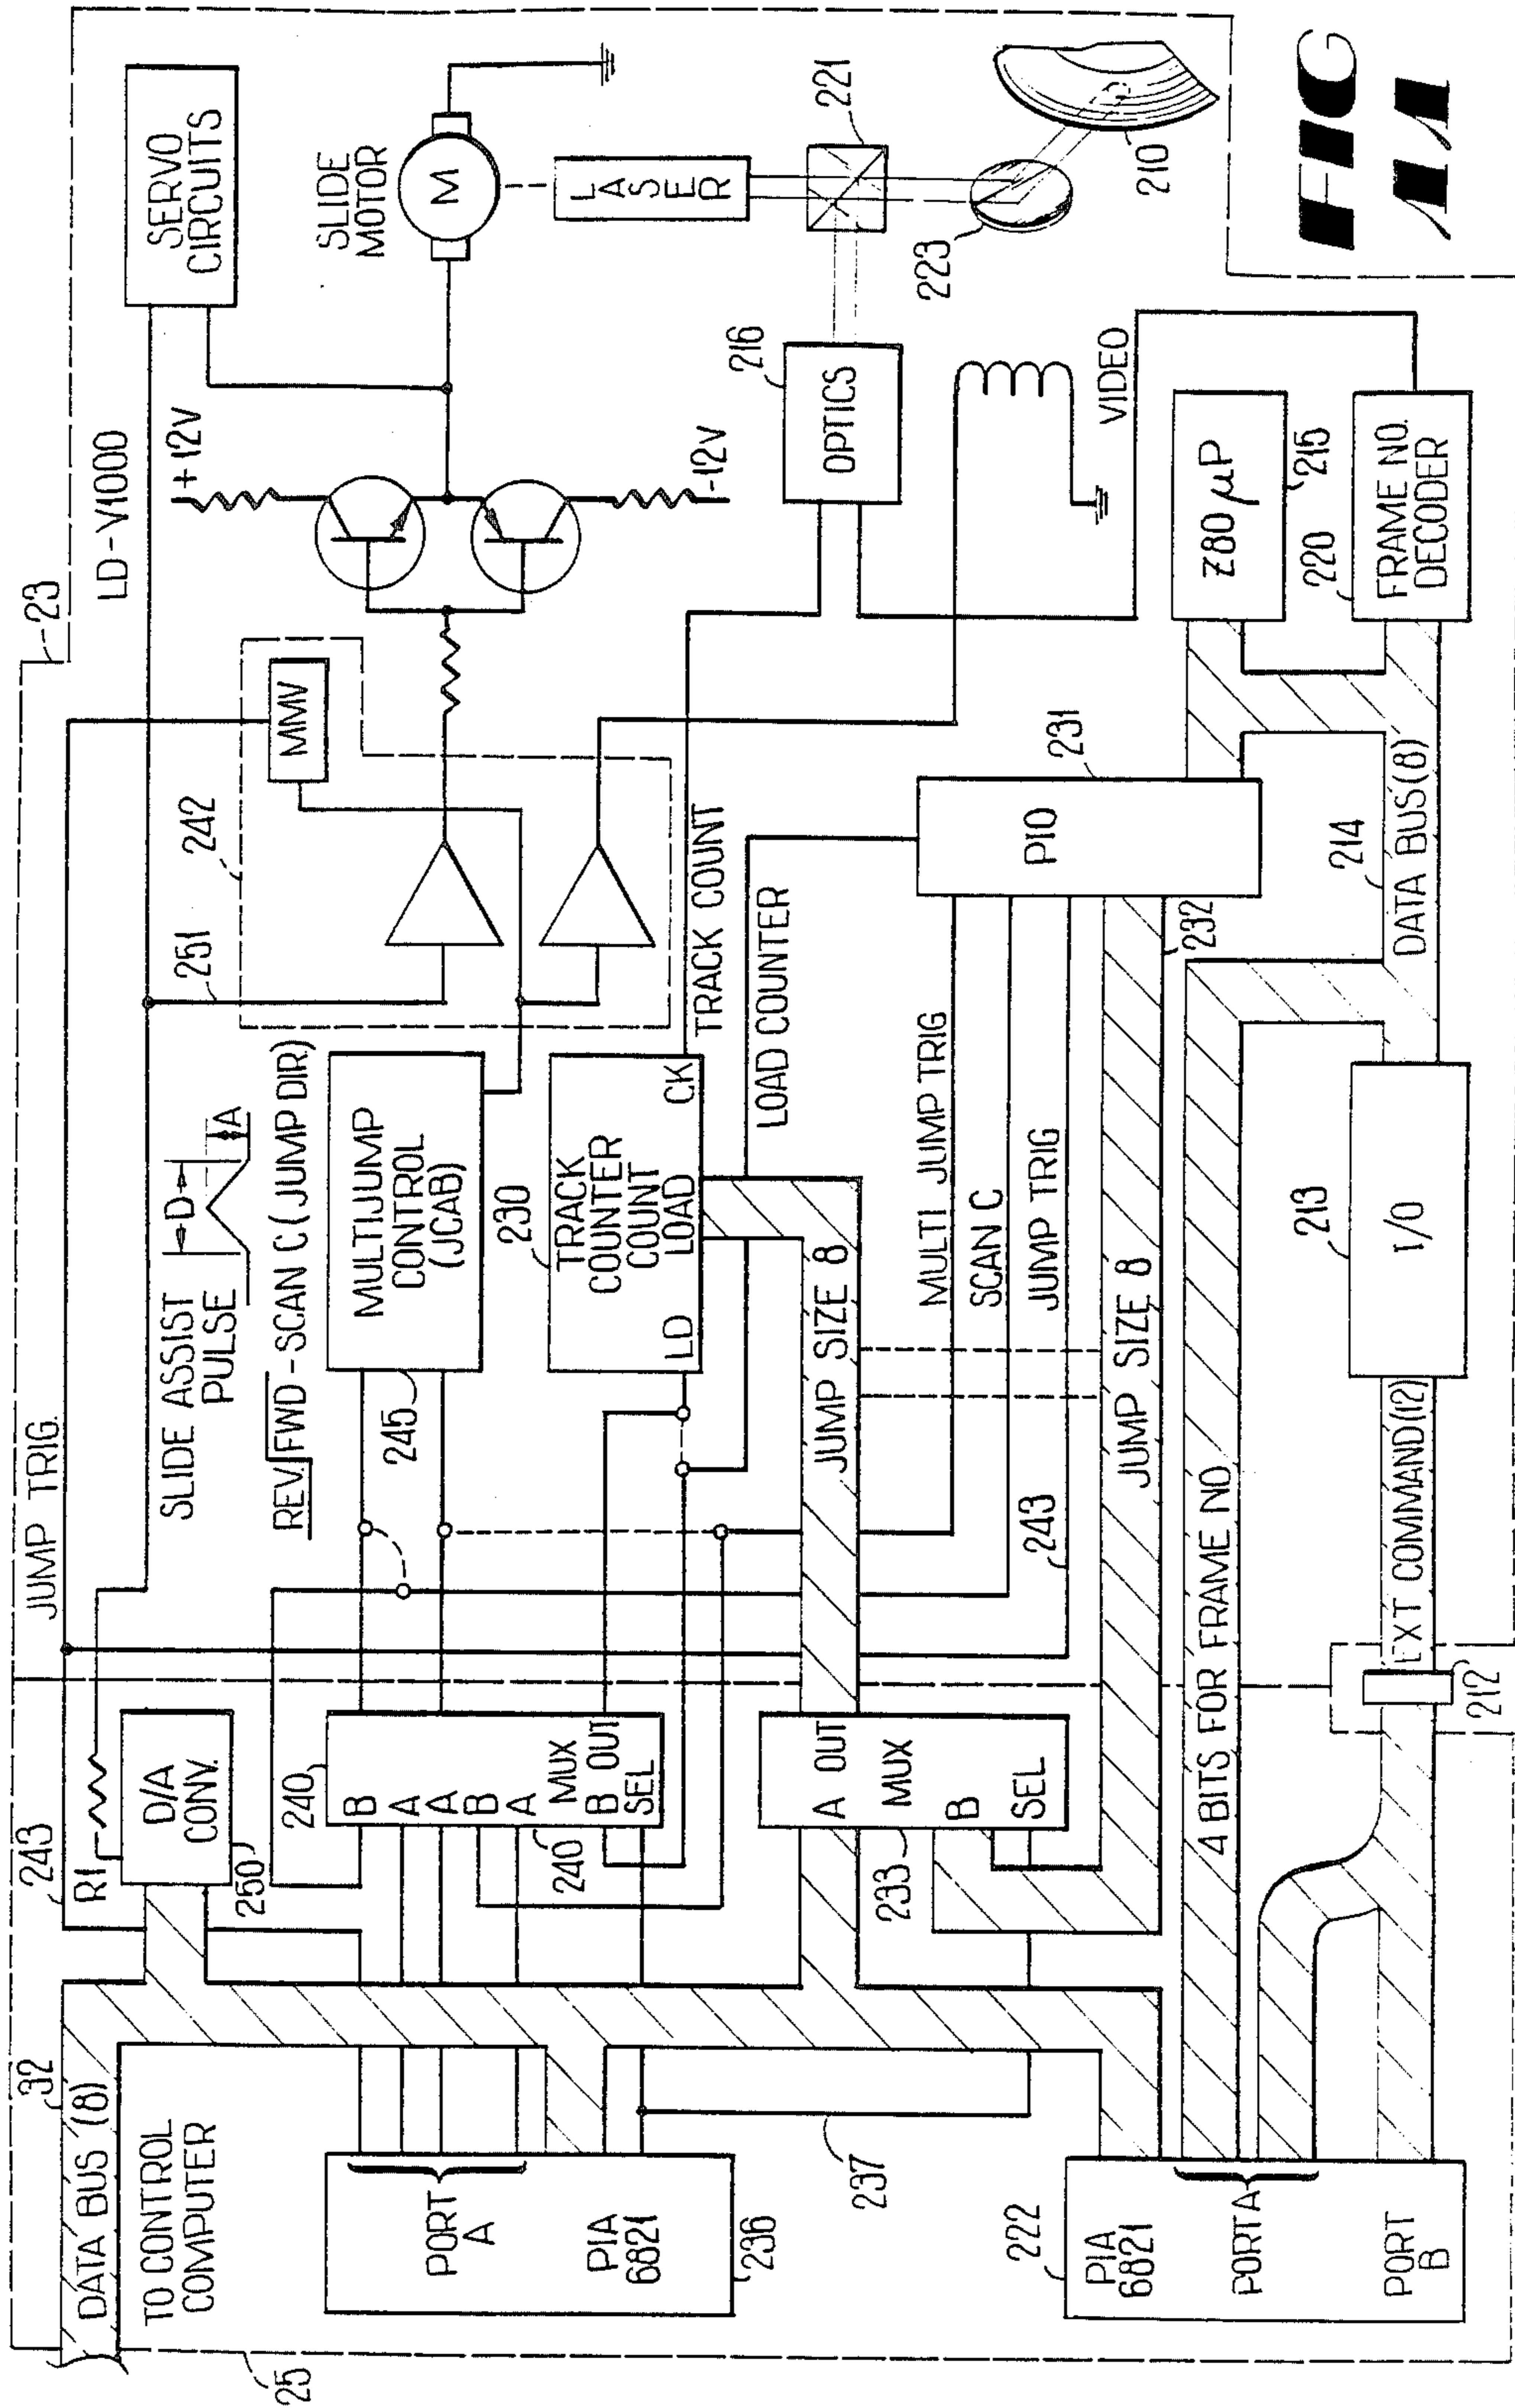 23
LD-V1000
SERVO
CIRCUITS
+12V
SLIDE
MOTOR
M
LASER
-12V
221
223
210
216
OPTICS
VIDEO
Z80 μP
215
220
FRAME NO.
DECODER
242
MMV
251
TRACK COUNT
LOAD COUNTER
231
PIO
232
214
DATA BUS(8)
JUMP TRIG.
SLIDE ASSIST
PULSE
D
A
REV/FWD-SCAN C (JUMP DIR)
MULTIJUMP
CONTROL
(JCAB)
245
230
TRACK
COUNTER
COUNT
LOAD
LD
CK
JUMP SIZE 8
MULTI JUMP TRIG
SCAN C
JUMP TRIG
243
JUMP SIZE 8
4 BITS FOR FRAME NO
213
I/O
EXT COMMAND(12)
212
243
R1
D/A
CONV.
250
240
B
A
A
B
A
MUX
B OUT
SEL
240
A OUT
MUX
B
SEL
233
32
DATA BUS (8)
TO CONTROL
COMPUTER
PORT
A
PIA
6821
236
237
222
PIA
6821
PORT A
PORT
B
25
FIG
11